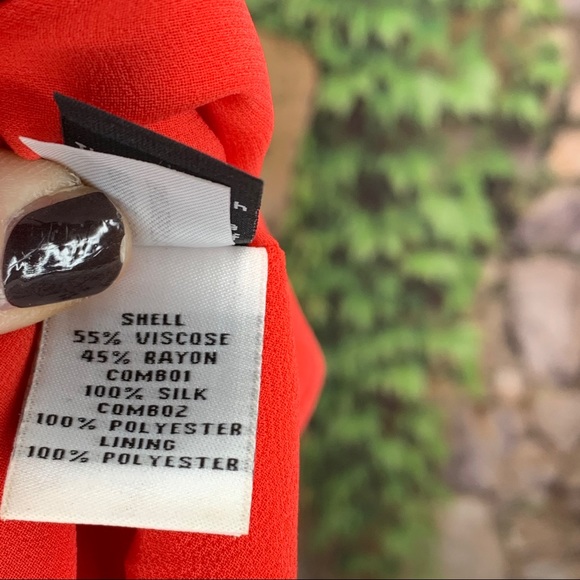 SHELL
55% VISCOSE
45% RAYON
COMBO1
100% SILK
COMBO2
100% POLYESTER
LINING
100% POLYESTER